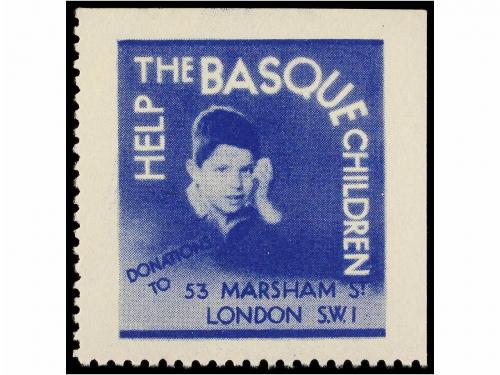 HELP THE BASQUE CHILDREN
DONATIONS
TO 53 MARSHAM ST
LONDON S.W.1